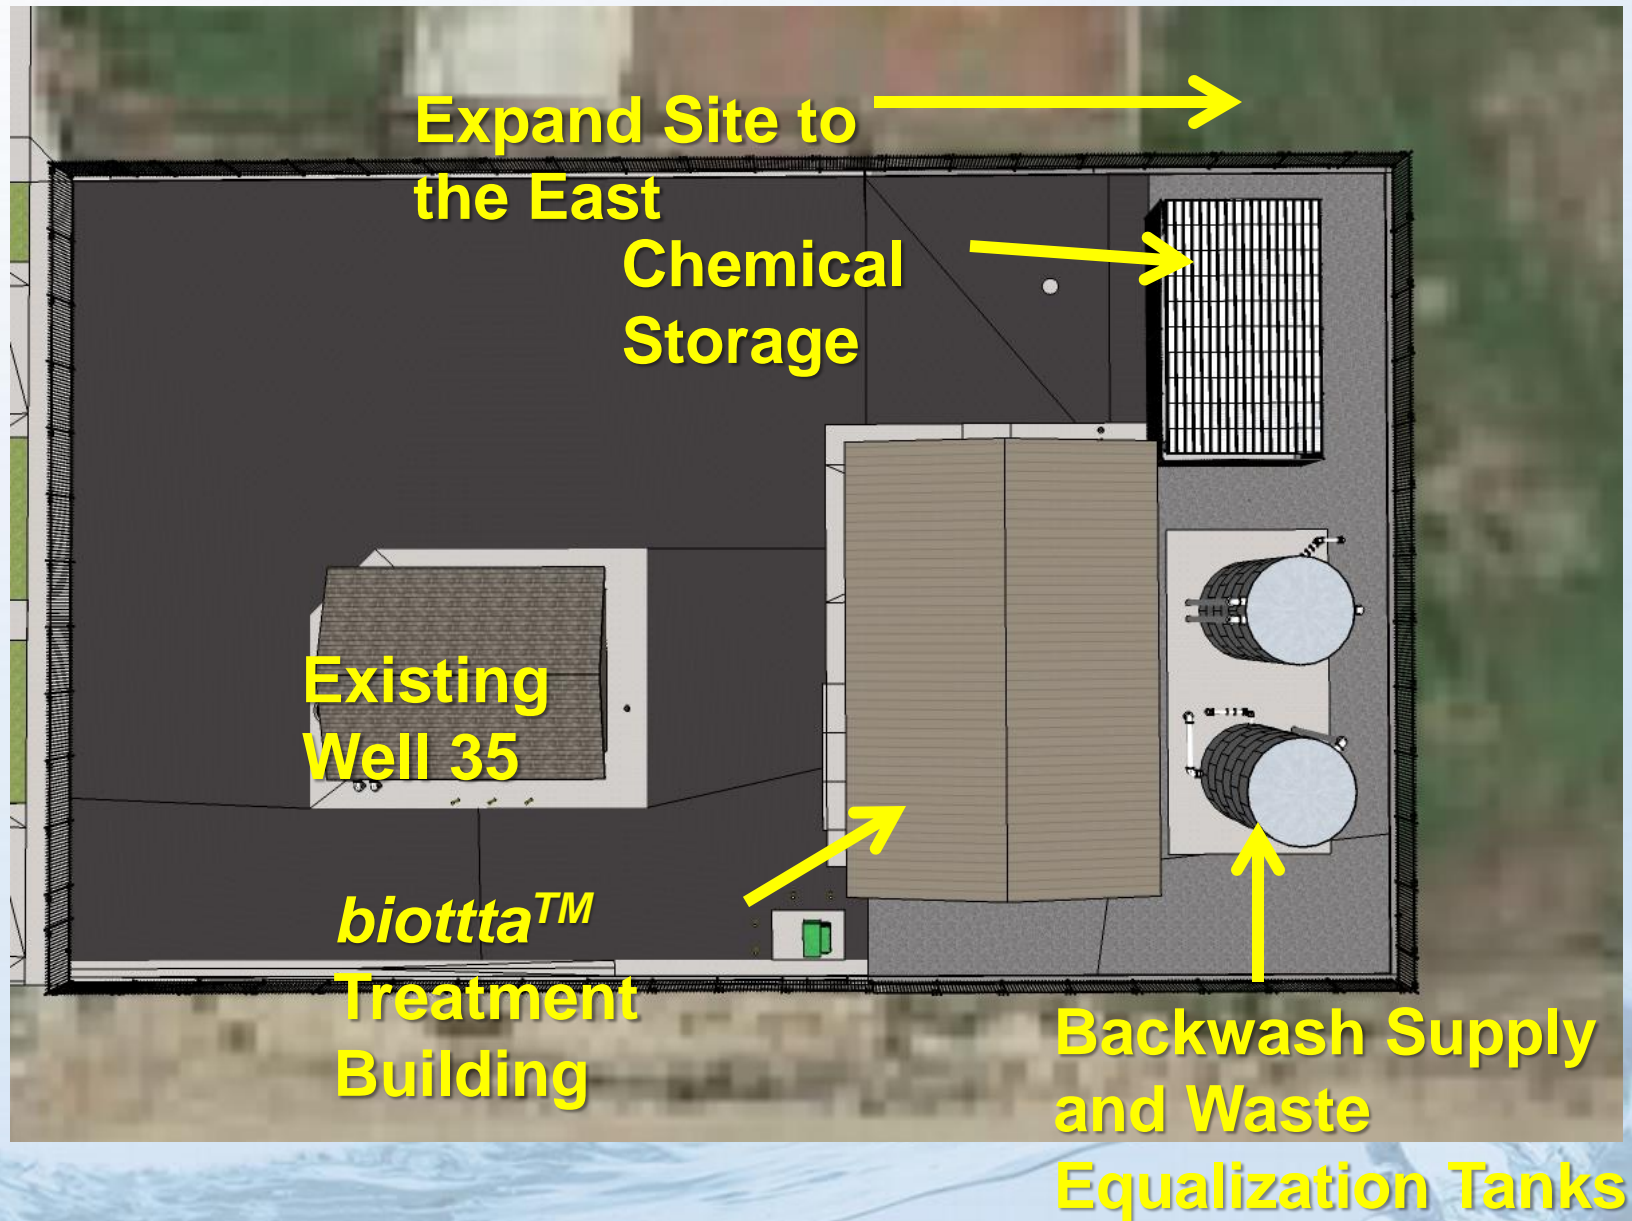 Expand Site to
the East
Chemical
Storage
Existing
Well 35
biottta™
Treatment
Building
Backwash Supply
and Waste
Equalization Tanks